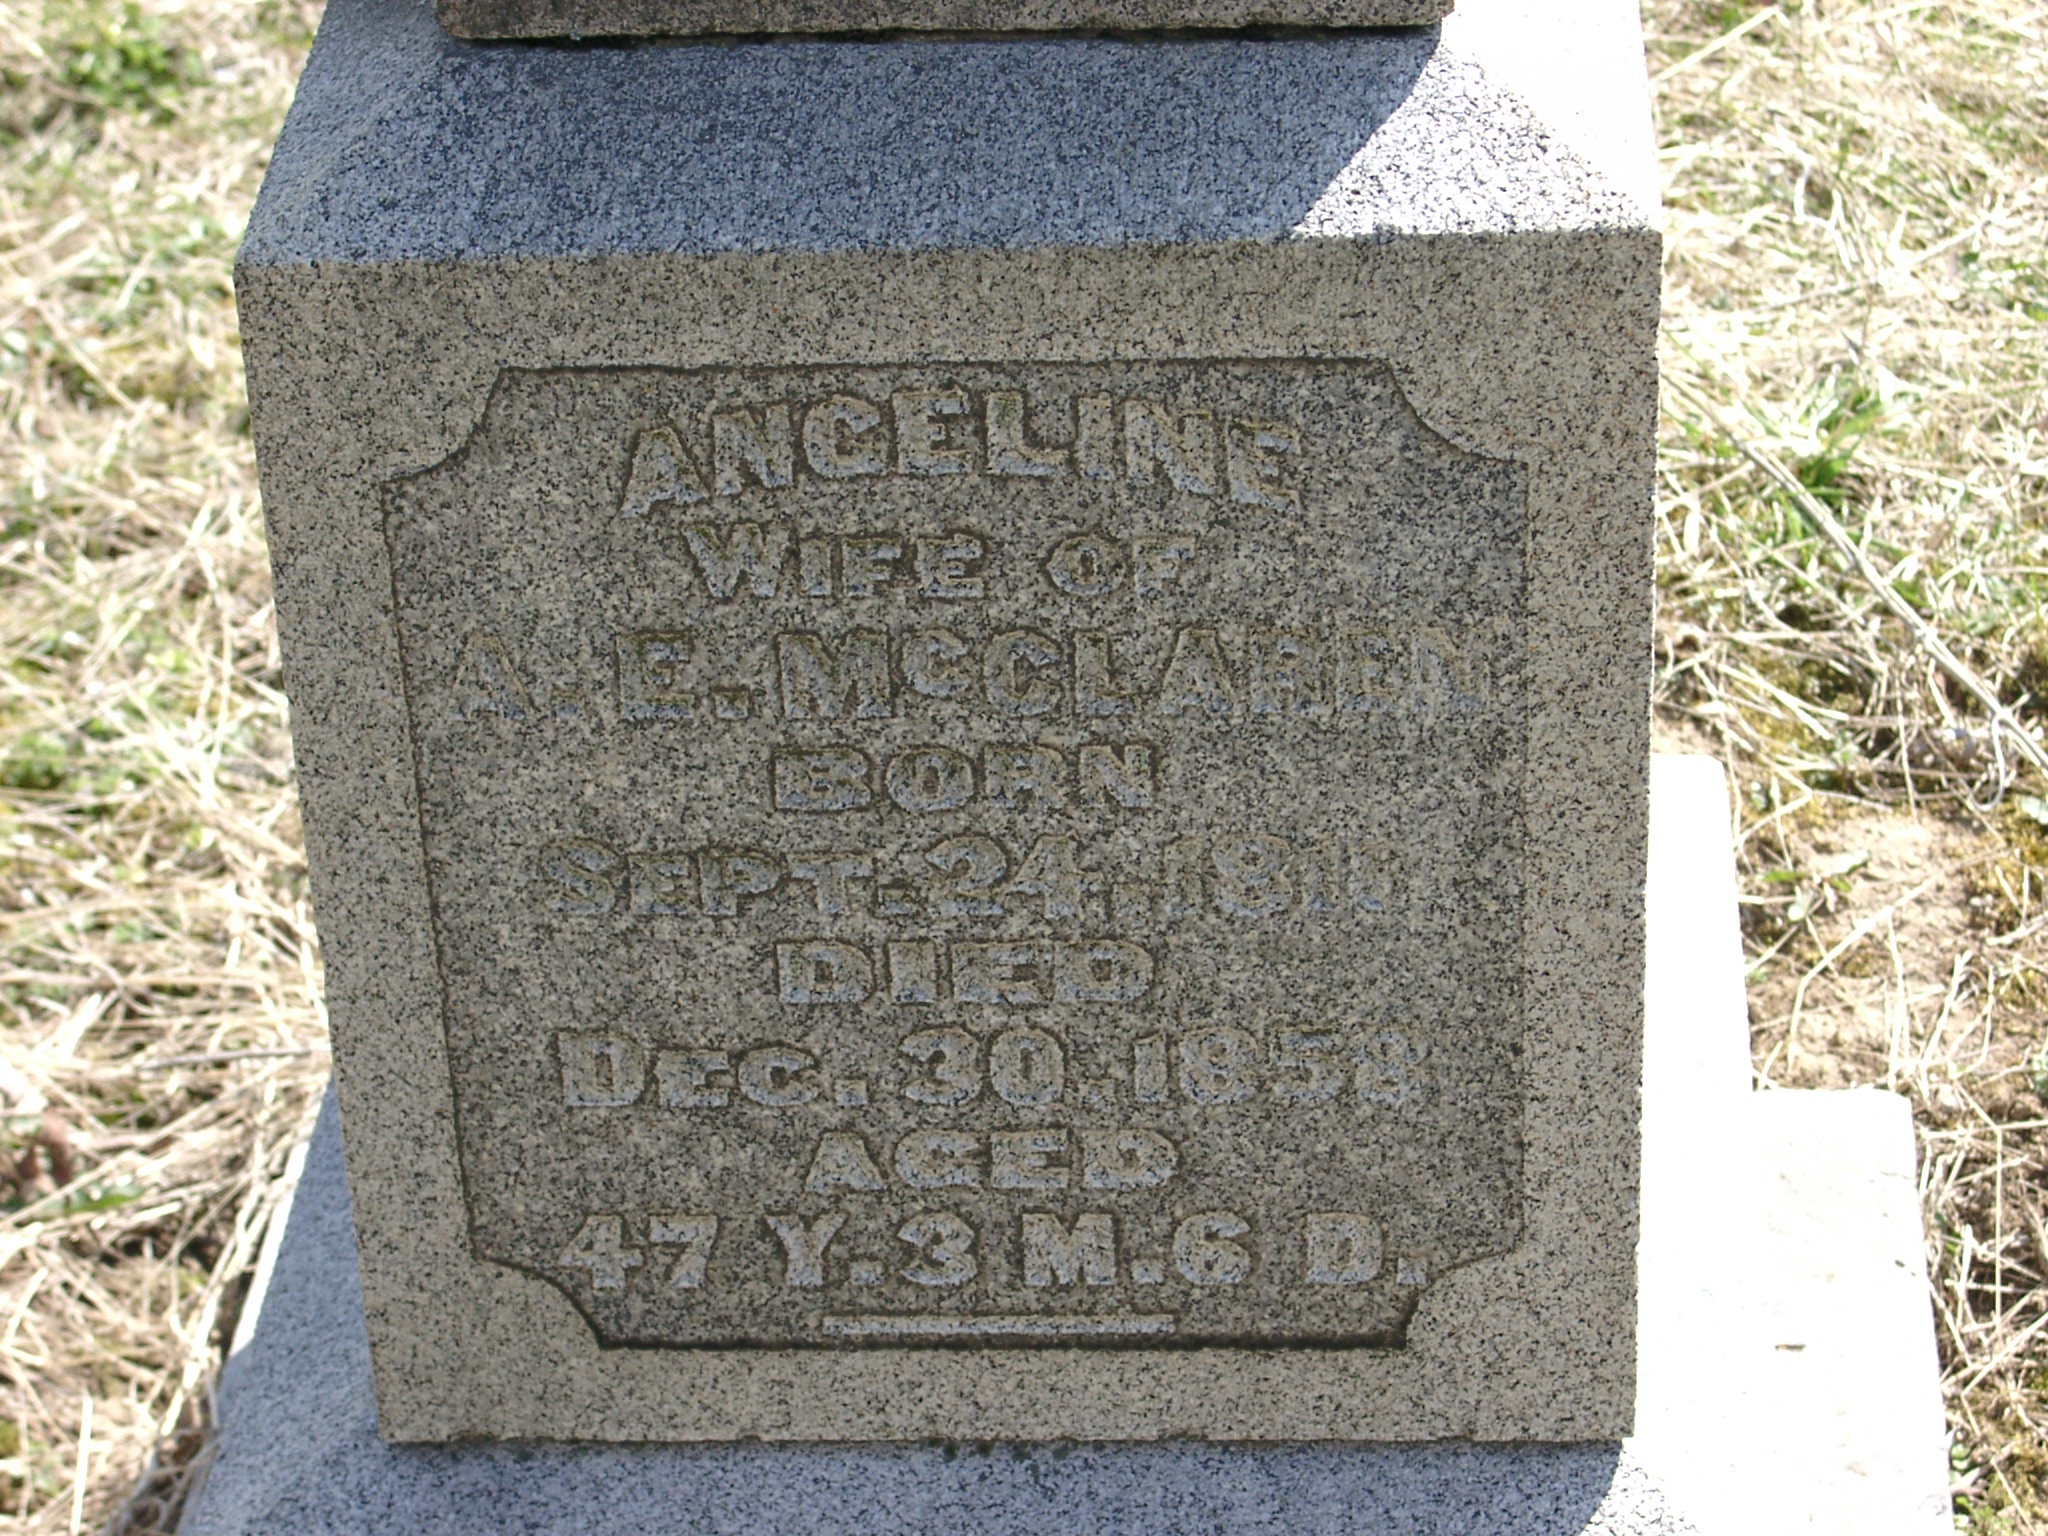 ANGELINE
WIFE OF
A. E. McCLAREN
BORN
SEPT. 24, 1811
DIED
DEC. 30, 1858
AGED
47 Y. 3 M. 6 D.